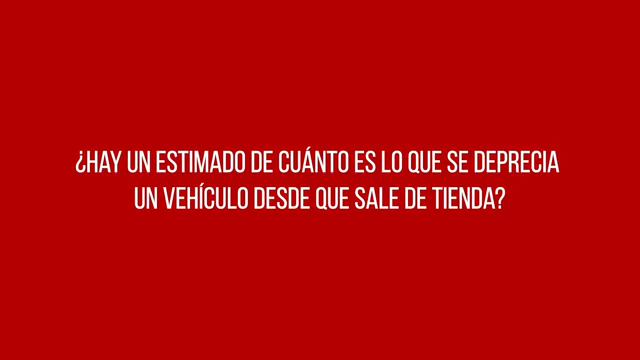 ¿HAY UN ESTIMADO DE CUÁNTO ES LO QUE SE DEPRECIA
UN VEHÍCULO DESDE QUE SALE DE TIENDA?